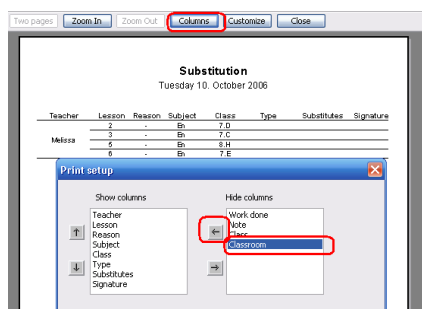 Two pages Zoom In Zoom Out Columns Customize Close
Substitution
Tuesday 10. October 2006
Teacher Lesson Reason Subject Class Type Substitutes Signature
2 - En 7.D
3 - En 7.C
Melissa
5 - En 8.H
6 - En 7.E
Print setup
Show columns Hide columns
Teacher
Lesson
Reason
Subject
Class
Type
Substitutes
Signature
Work done
Note
Class
Classroom